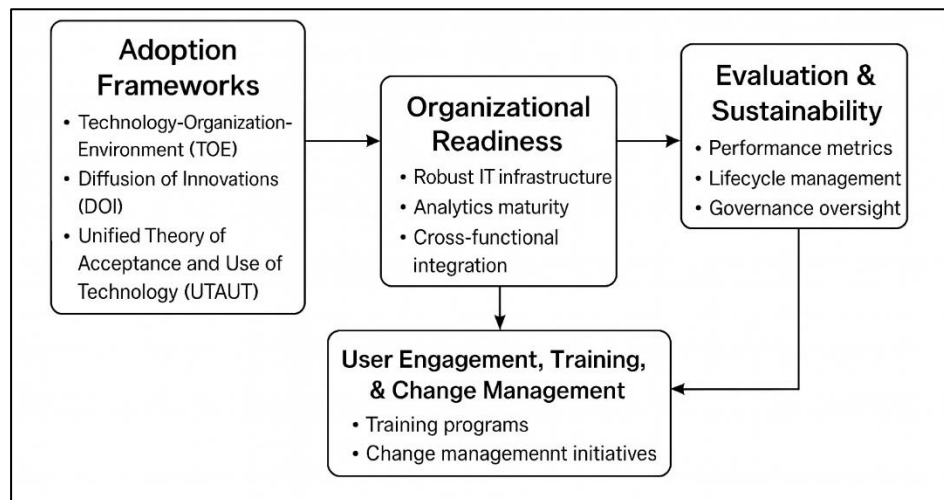 Adoption
Frameworks
• Technology-Organization-
Environment (TOE)
• Diffusion of Innovations
(DOI)
• Unified Theory of
Acceptance and Use of
Technology (UTAUT)
Organizational
Readiness
• Robust IT infrastructure
• Analytics maturity
• Cross-functional
integration
Evaluation &
Sustainability
• Performance metrics
• Lifecycle management
• Governance oversight
User Engagement, Training,
& Change Management
• Training programs
• Change managemennt initiatives